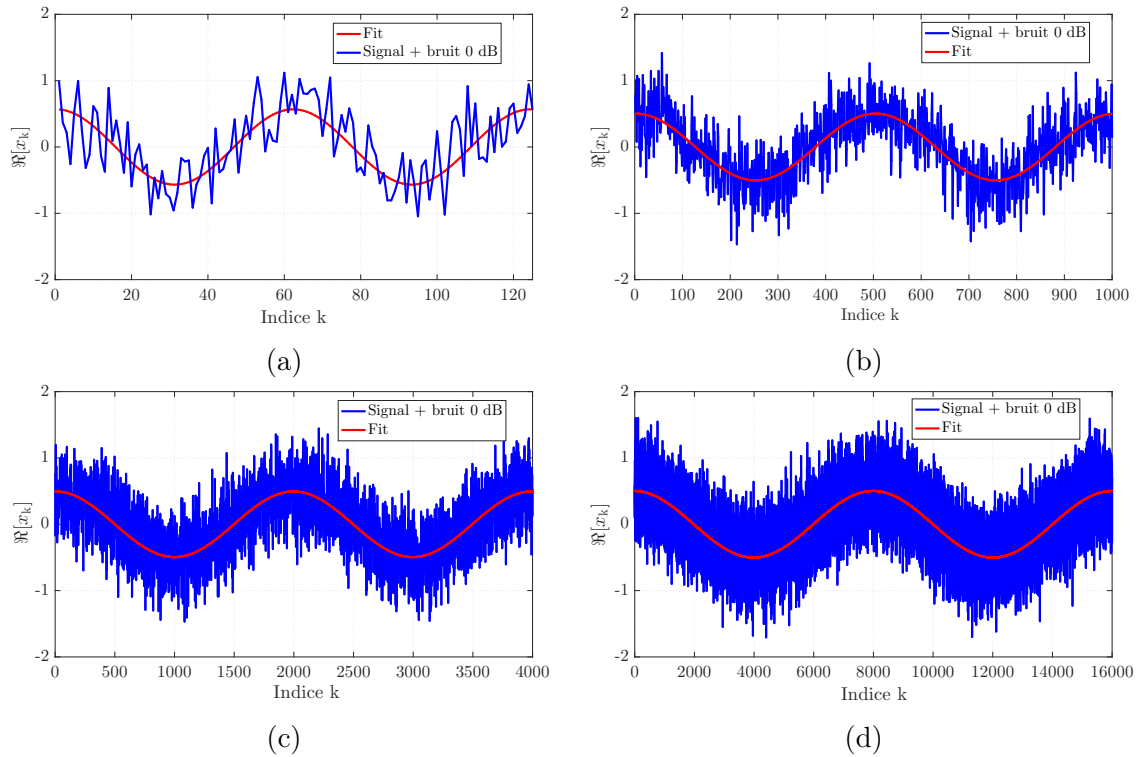 2
1
0
-1
-2
ℜ[x_k]
Fit
Signal + bruit 0 dB
0 20 40 60 80 100 120
Indice k
(a)
2
1
0
-1
-2
ℜ[x_k]
Signal + bruit 0 dB
Fit
0 100 200 300 400 500 600 700 800 900 1000
Indice k
(b)
2
1
0
-1
-2
ℜ[x_k]
Signal + bruit 0 dB
Fit
0 500 1000 1500 2000 2500 3000 3500 4000
Indice k
(c)
2
1
0
-1
-2
ℜ[x_k]
Signal + bruit 0 dB
Fit
0 2000 4000 6000 8000 10000 12000 14000 16000
Indice k
(d)